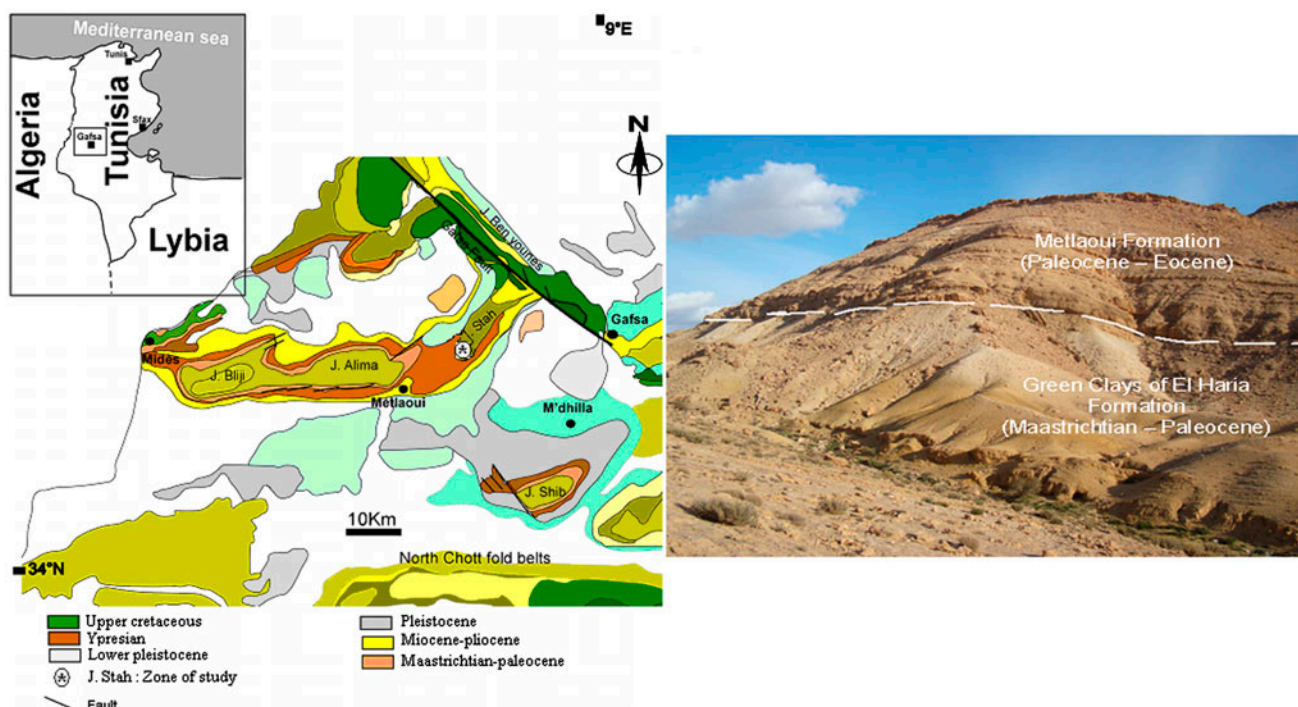 Mediterranean sea
Tunis
Algeria
Tunisia
Sfax
Gafsa
Lybia
9°E
N
J. Ben younes
J. Stah
Gafsa
Midès
J. Bliji
J. Alima
Métlaoui
M'dhilla
J. Shib
10Km
North Chott fold belts
34°N
Upper cretaceous
Ypresian
Lower pleistocene
J. Stah : Zone of study
Fault
Pleistocene
Miocene-pliocene
Maastrichtian-paleocene
Metlaoui Formation
(Paleocene – Eocene)
Green Clays of El Haria
Formation
(Maastrichtian – Paleocene)